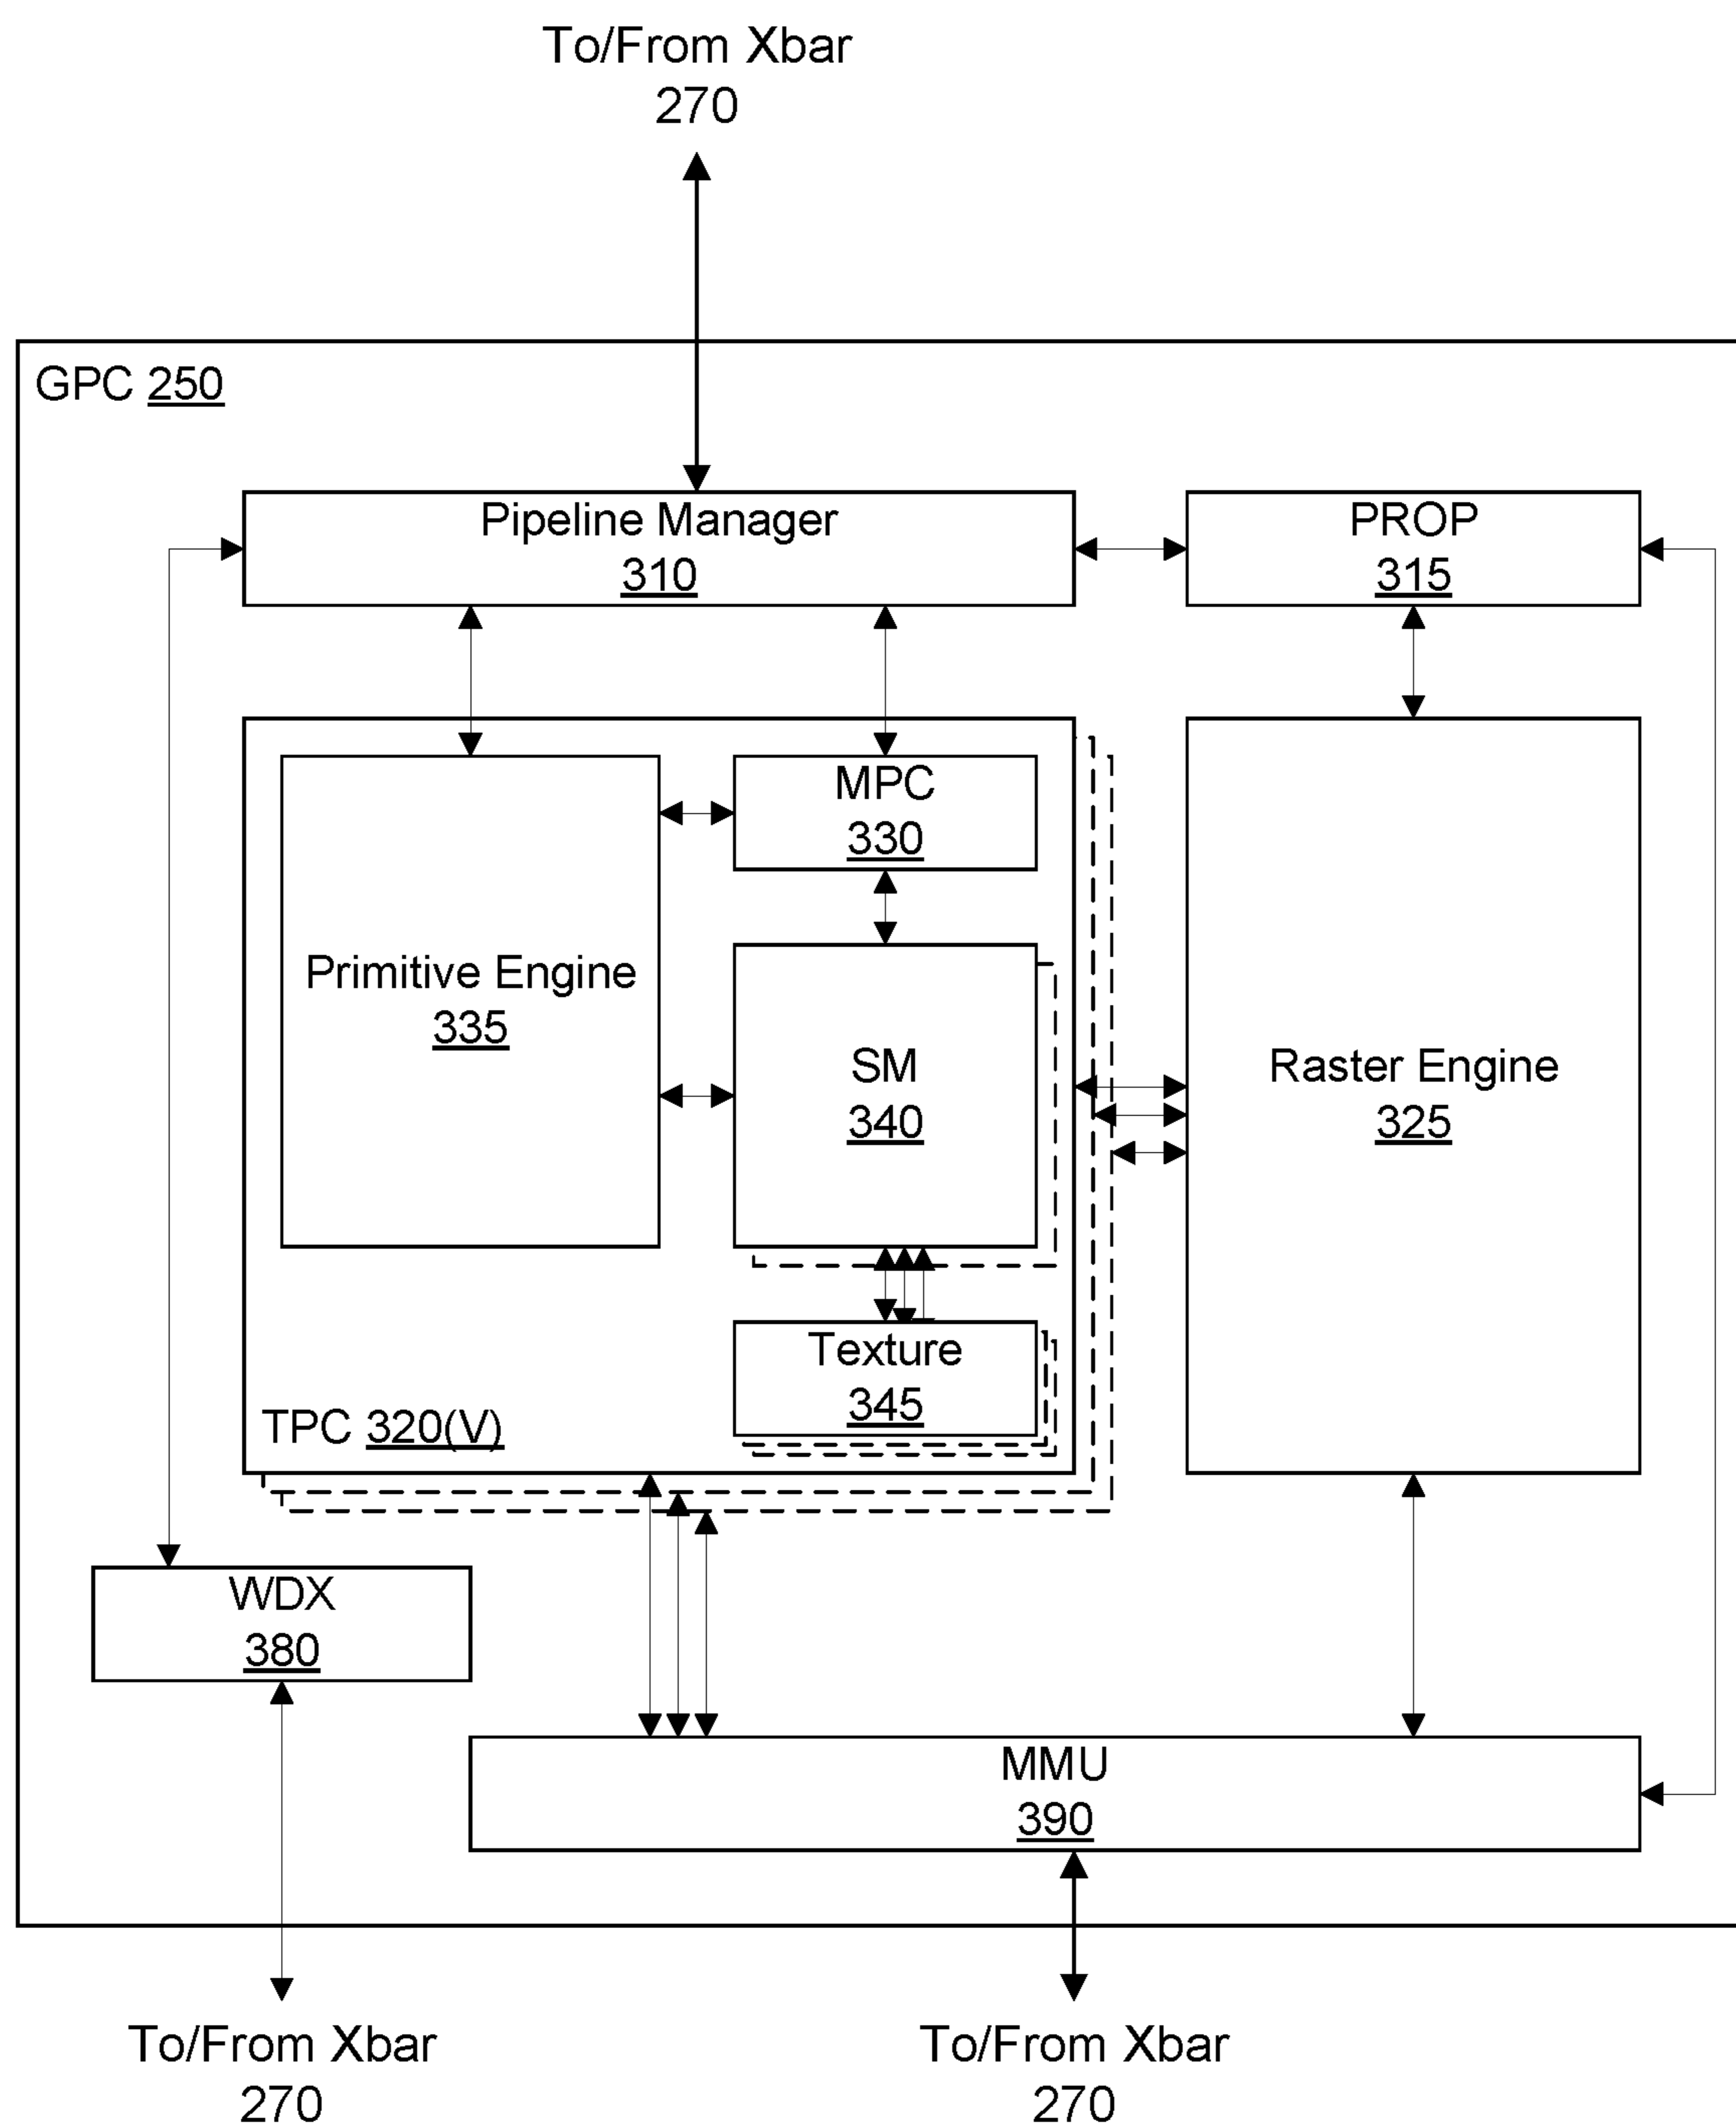 To/From Xbar
270
GPC 250
Pipeline Manager
310
PROP
315
MPC
330
Primitive Engine
335
SM
340
Raster Engine
325
Texture
345
TPC 320(V)
WDX
380
MMU
390
To/From Xbar
270
To/From Xbar
270